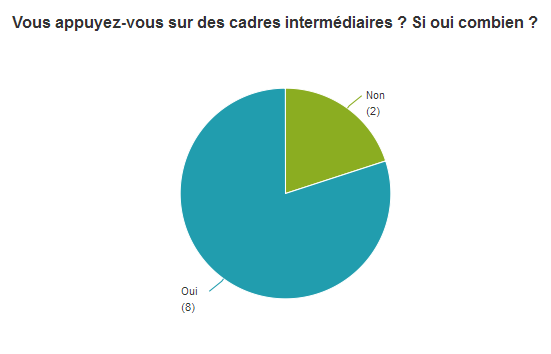 Vous appuyez-vous sur des cadres intermédiaires ? Si oui combien ?
Non
(2)
Oui
(8)